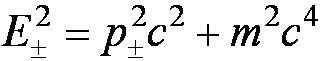 E_±^2 = p_±^2 c^2 + m^2 c^4